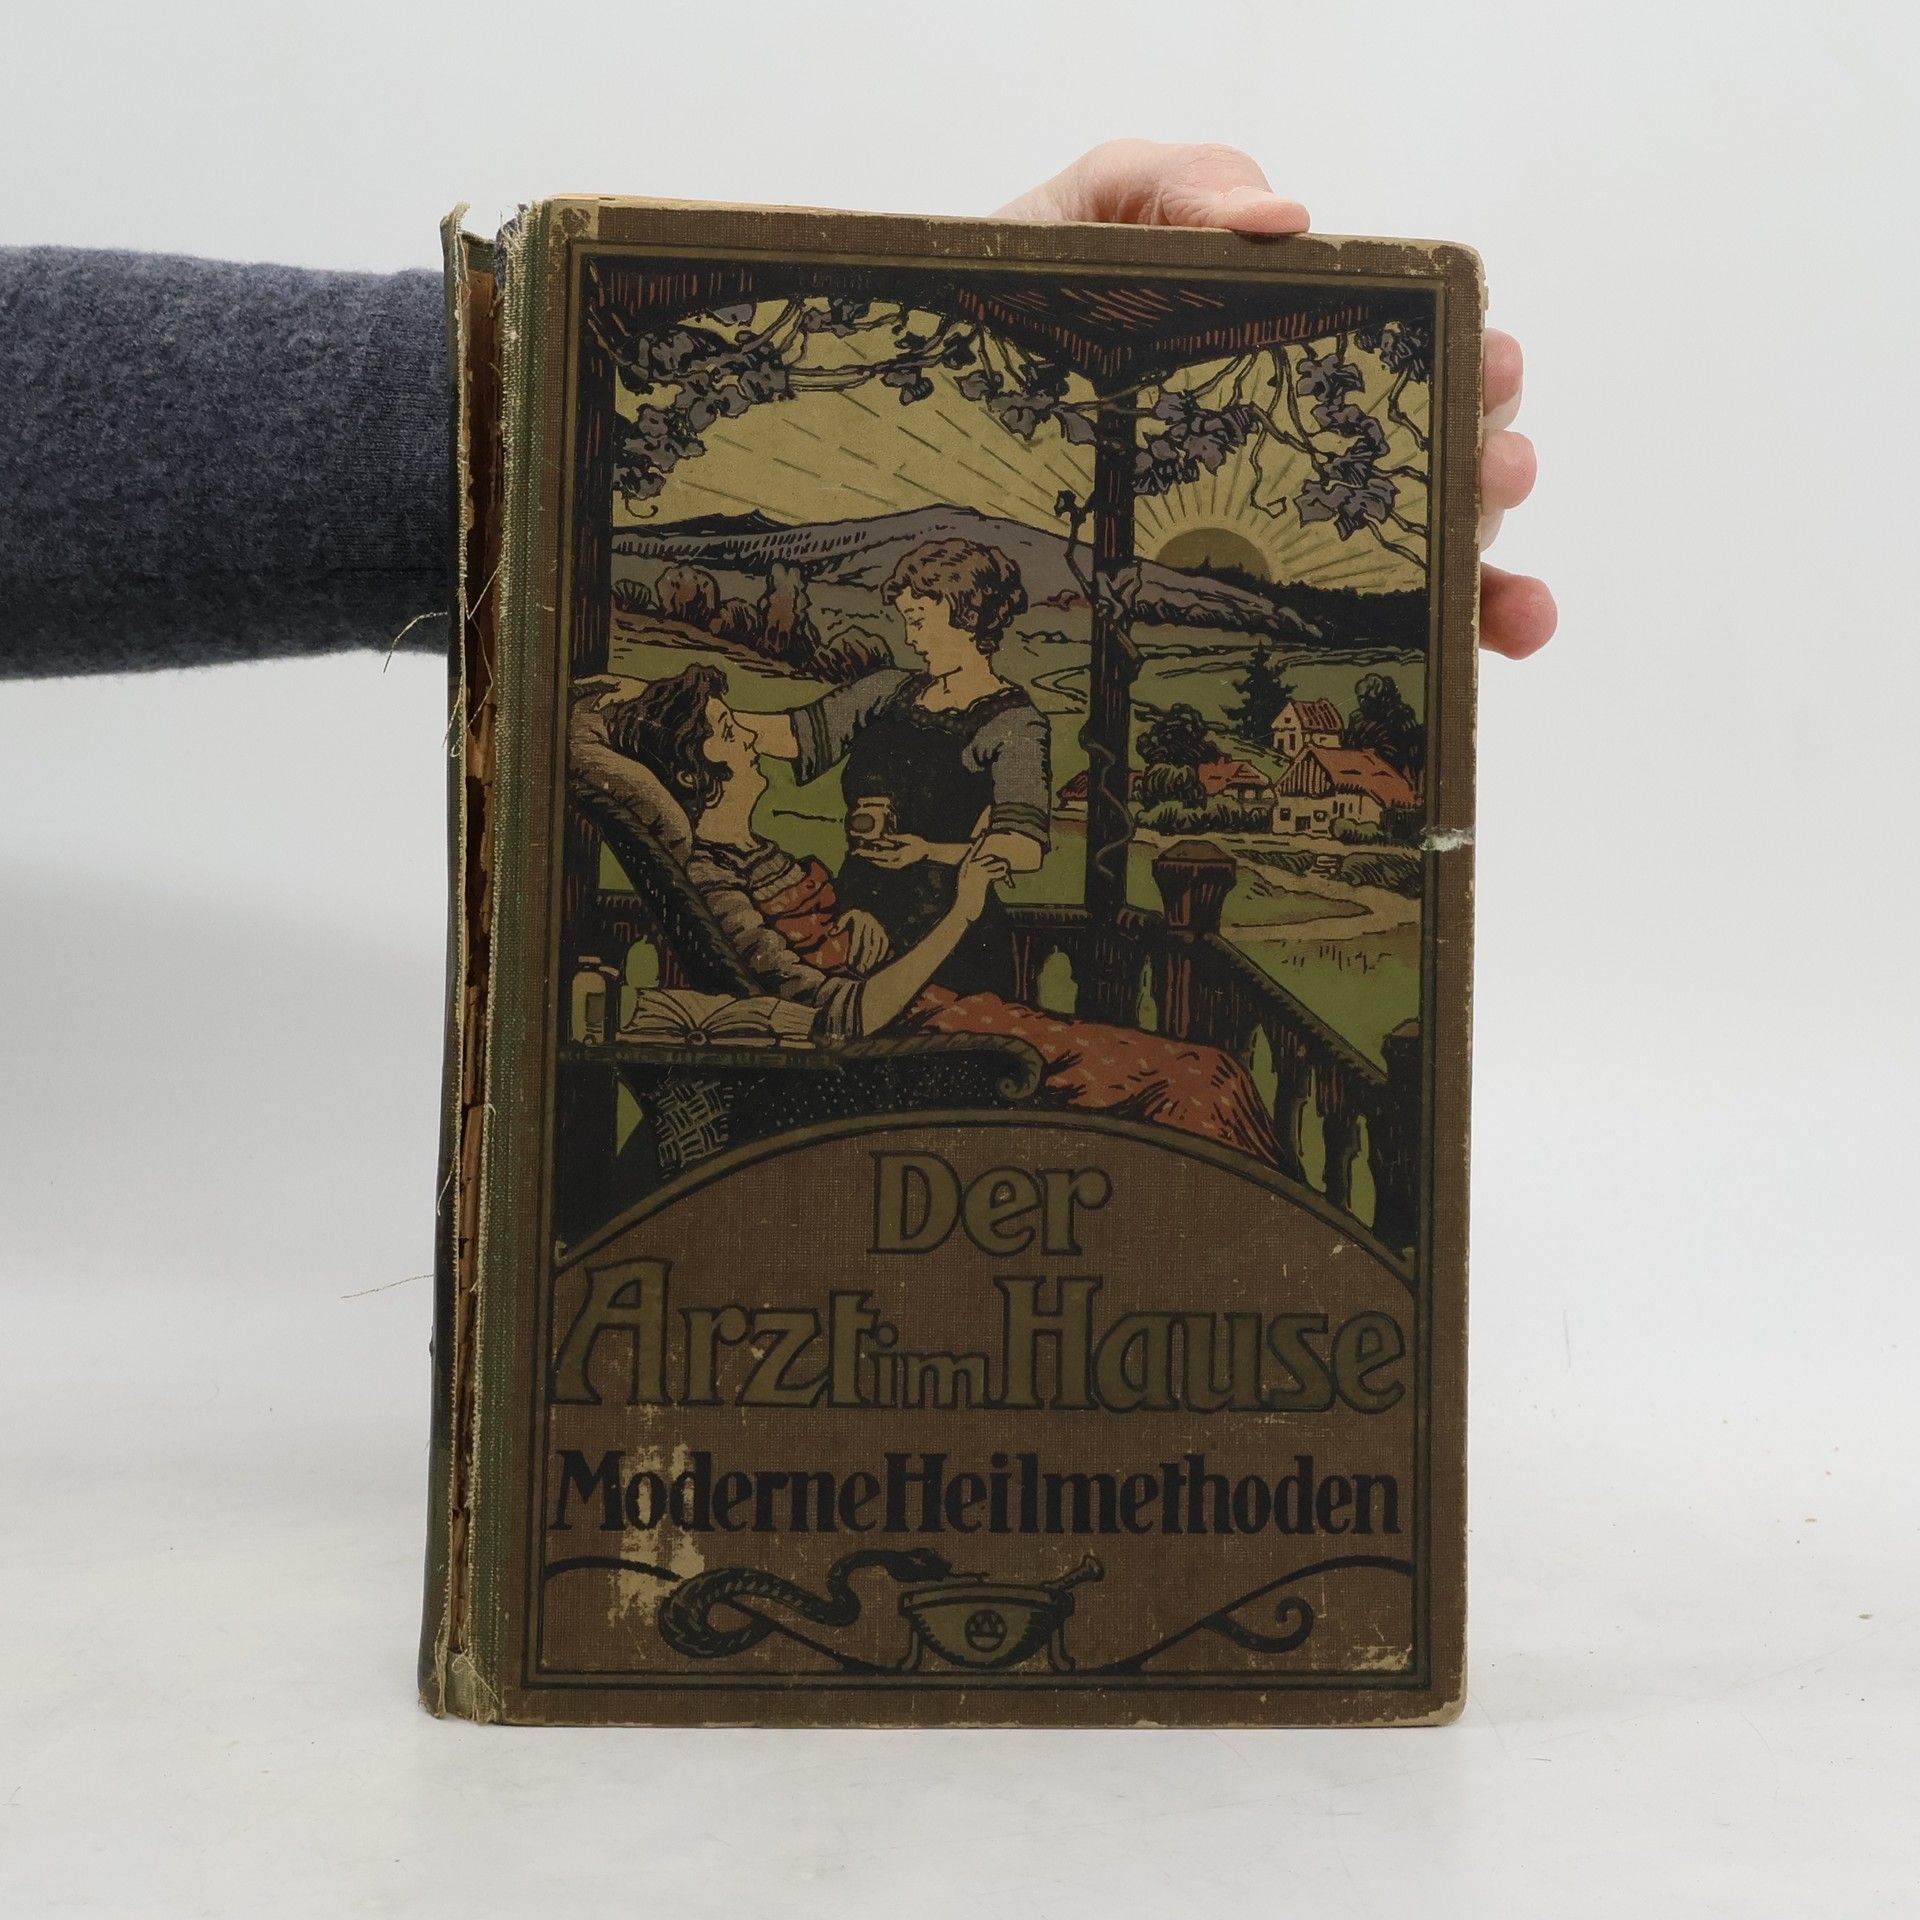 Der
Arzt im Hause
Moderne Heilmethoden